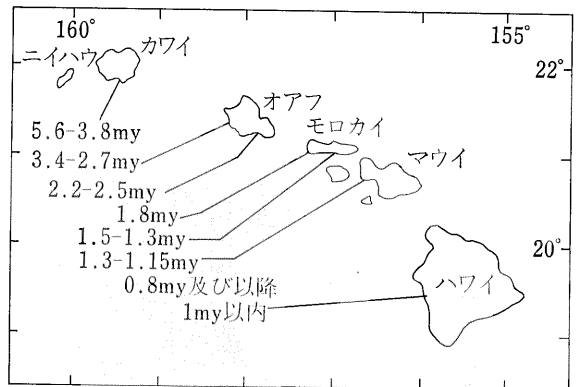 160°
155°
カワイ
ニイハウ
22°
オアフ
モロカイ
5.6-3.8my
マウイ
3.4-2.7my
2.2-2.5my
1.8my
1.5-1.3my
1.3-1.15my
20°
0.8my及び以降
ハワイ
1my以内